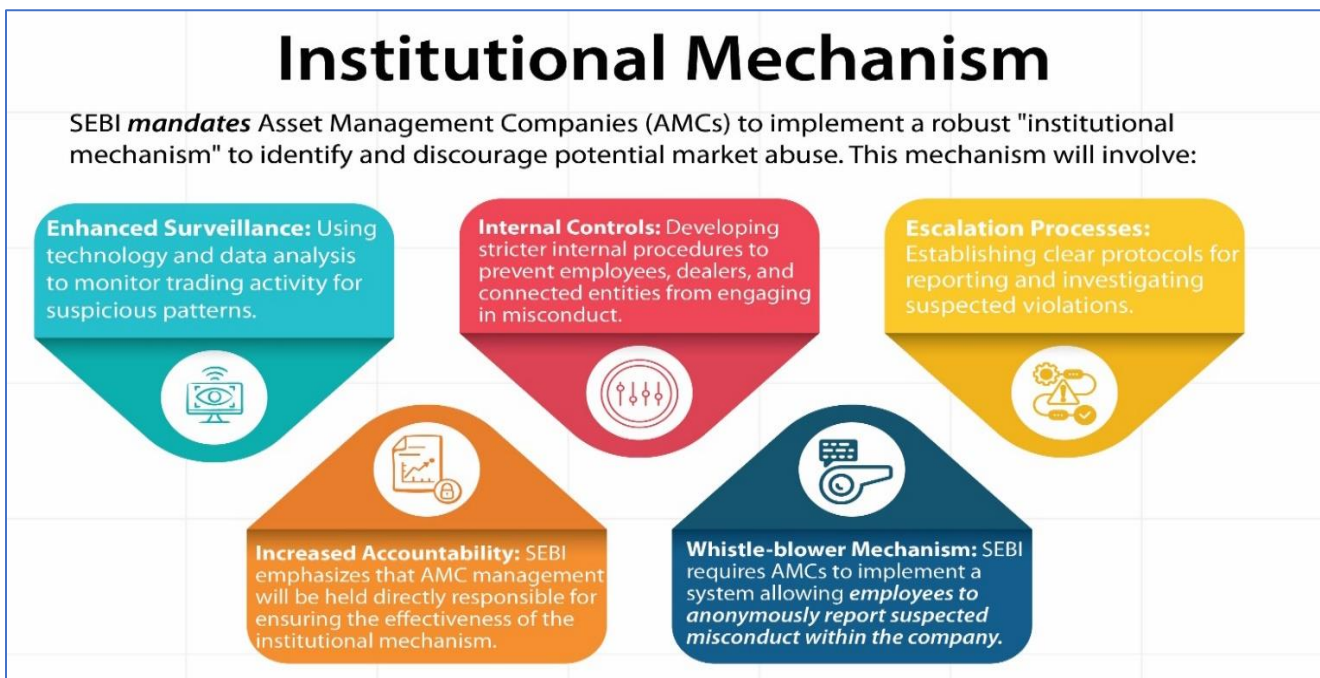 Institutional Mechanism
SEBI mandates Asset Management Companies (AMCs) to implement a robust "institutional
mechanism" to identify and discourage potential market abuse. This mechanism will involve:
Enhanced Surveillance: Using
technology and data analysis
to monitor trading activity for
suspicious patterns.
Internal Controls: Developing
stricter internal procedures to
prevent employees, dealers, and
connected entities from engaging
in misconduct.
Escalation Processes:
Establishing clear protocols for
reporting and investigating
suspected violations.
Increased Accountability: SEBI
emphasizes that AMC management
will be held directly responsible for
ensuring the effectiveness of the
institutional mechanism.
Whistle-blower Mechanism: SEBI
requires AMCs to implement a
system allowing employees to
anonymously report suspected
misconduct within the company.